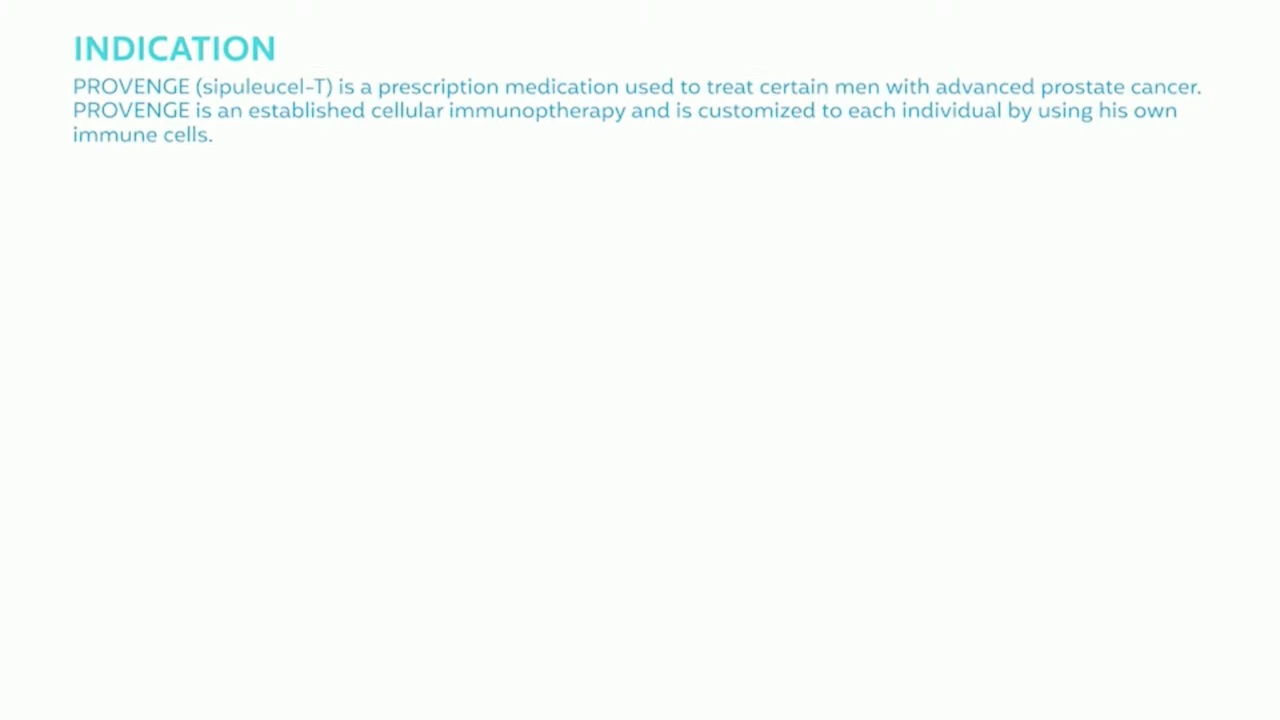 INDICATION
PROVENGE (sipuleucel-T) is a prescription medication used to treat certain men with advanced prostate cancer.
PROVENGE is an established cellular immunoptherapy and is customized to each individual by using his own
immune cells.